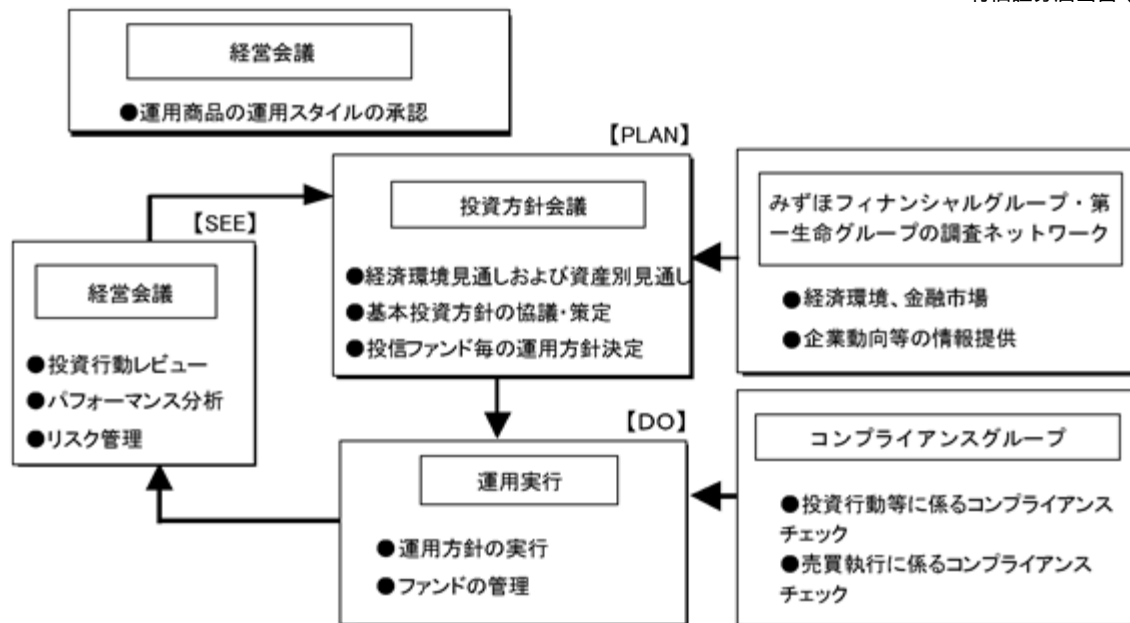 経営会議
●運用商品の運用スタイルの承認
【PLAN】
投資方針会議
●経済環境見通しおよび資産別見通し
●基本投資方針の協議・策定
●投信ファンド毎の運用方針決定
みずほフィナンシャルグループ・第
一生命グループの調査ネットワーク
●経済環境、金融市場
●企業動向等の情報提供
【SEE】
経営会議
●投資行動レビュー
●パフォーマンス分析
●リスク管理
【DO】
運用実行
●運用方針の実行
●ファンドの管理
コンプライアンスグループ
●投資行動等に係るコンプライアンス
チェック
●売買執行に係るコンプライアンス
チェック